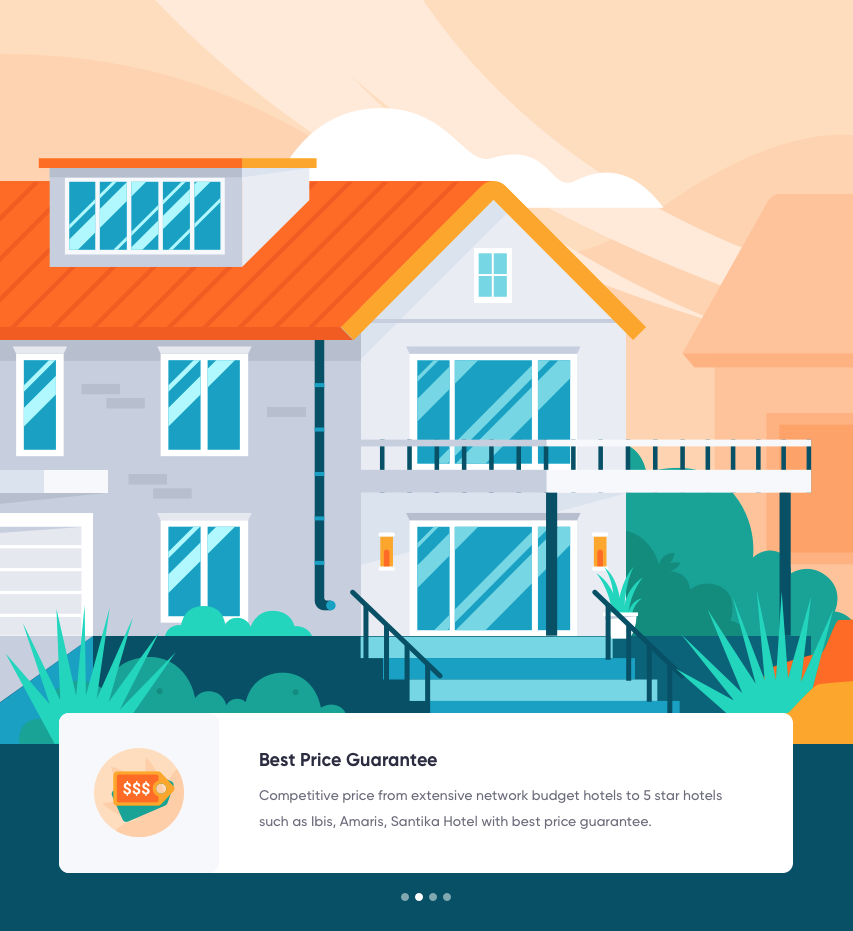 Best Price Guarantee
$$$
Competitive price from extensive network budget hotels to 5 star hotels
such as Ibis, Amaris, Santika Hotel with best price guarantee.